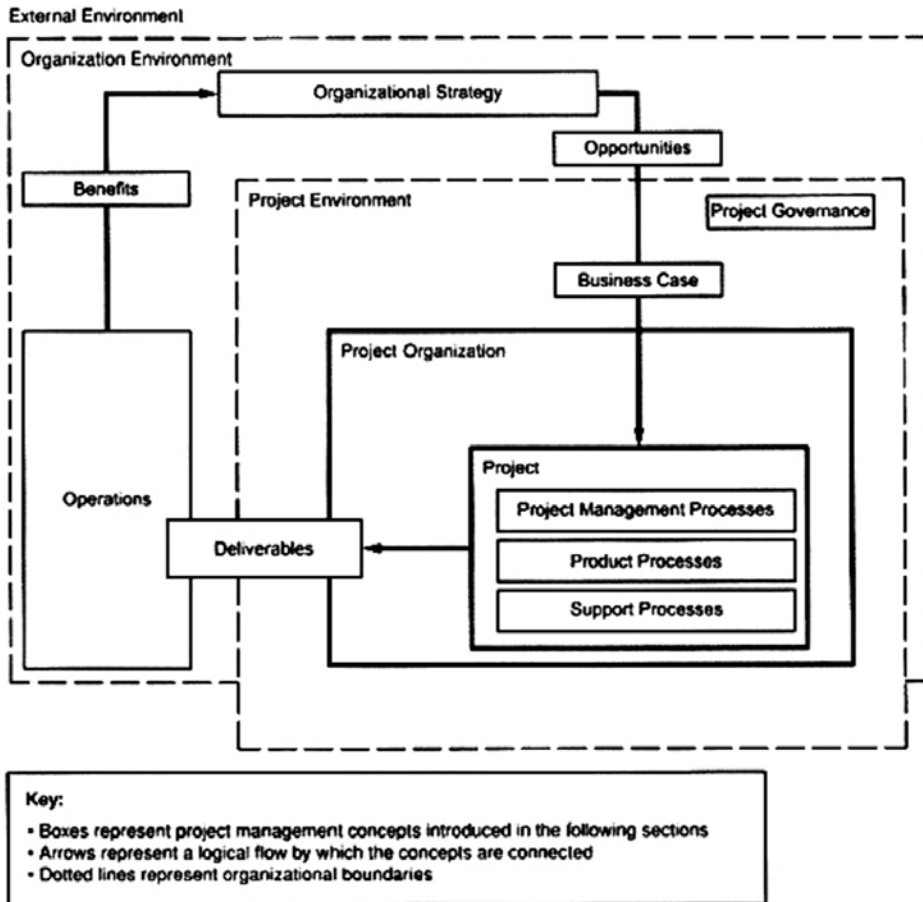 External Environment
Organization Environment
Organizational Strategy
Opportunities
Benefits
Project Environment
Project Governance
Business Case
Project Organization
Project
Operations
Project Management Processes
Deliverables
Product Processes
Support Processes
Key:
• Boxes represent project management concepts introduced in the following sections
• Arrows represent a logical flow by which the concepts are connected
• Dotted lines represent organizational boundaries